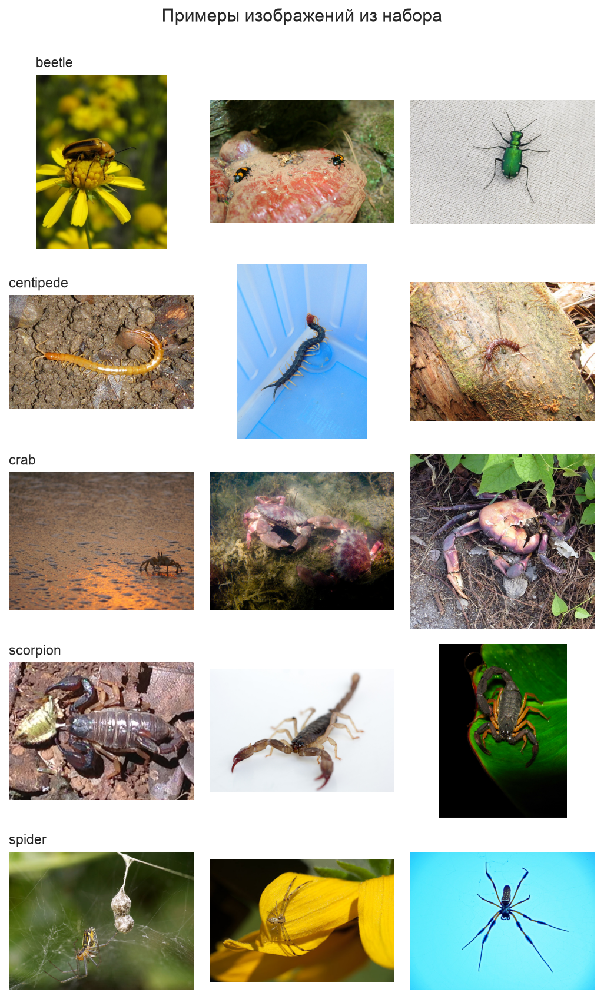 Примеры изображений из набора
beetle
centipede
crab
scorpion
spider